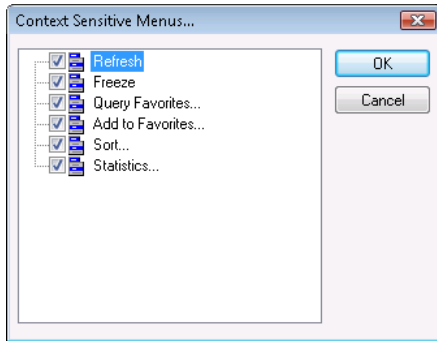 Context Sensitive Menus...
Refresh
Freeze
Query Favorites...
Add to Favorites...
Sort...
Statistics...
OK
Cancel